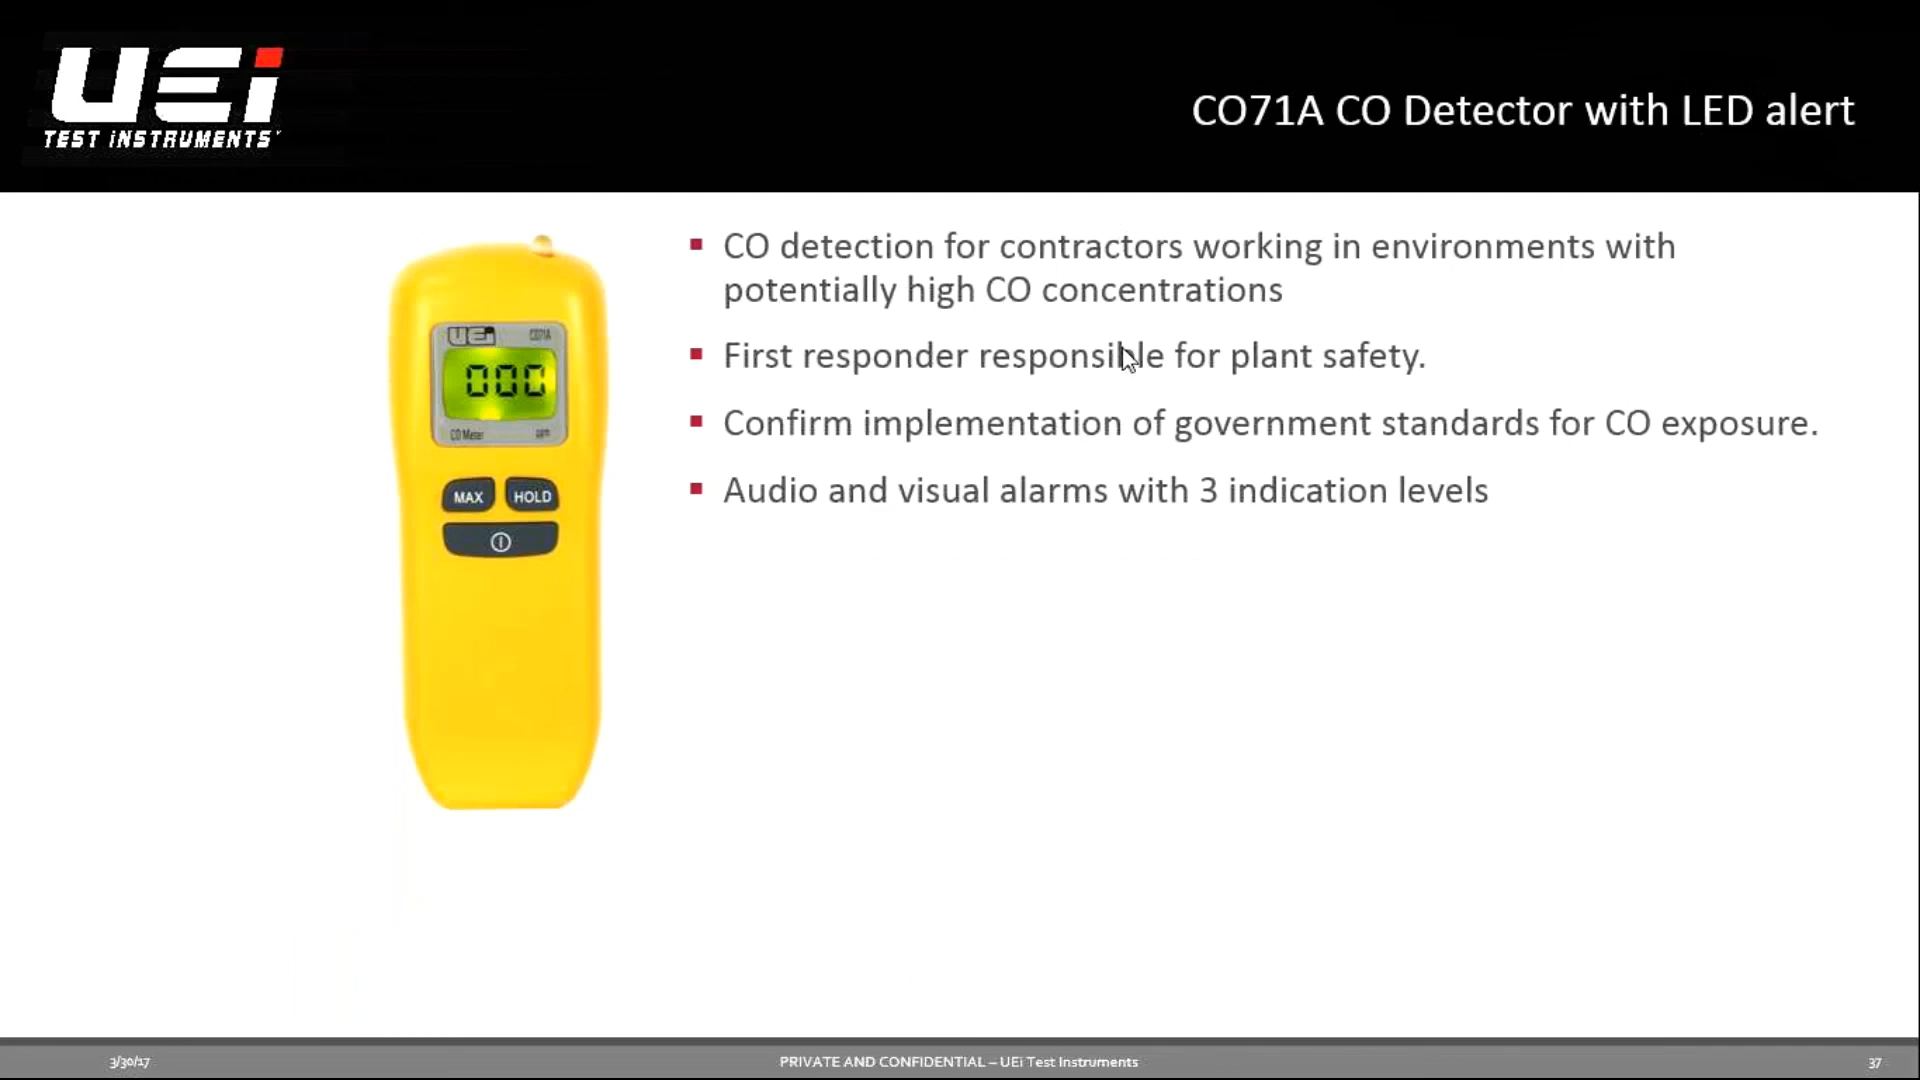 UEi
TEST iNSTRUMENTS
CO71A CO Detector with LED alert
CO detection for contractors working in environments with
potentially high CO concentrations
First responder responsible for plant safety.
Confirm implementation of government standards for CO exposure.
Audio and visual alarms with 3 indication levels
UEi CO71A
000
CO Meter ppm
MAX HOLD
3/30/17
PRIVATE AND CONFIDENTIAL – UEi Test Instruments
37